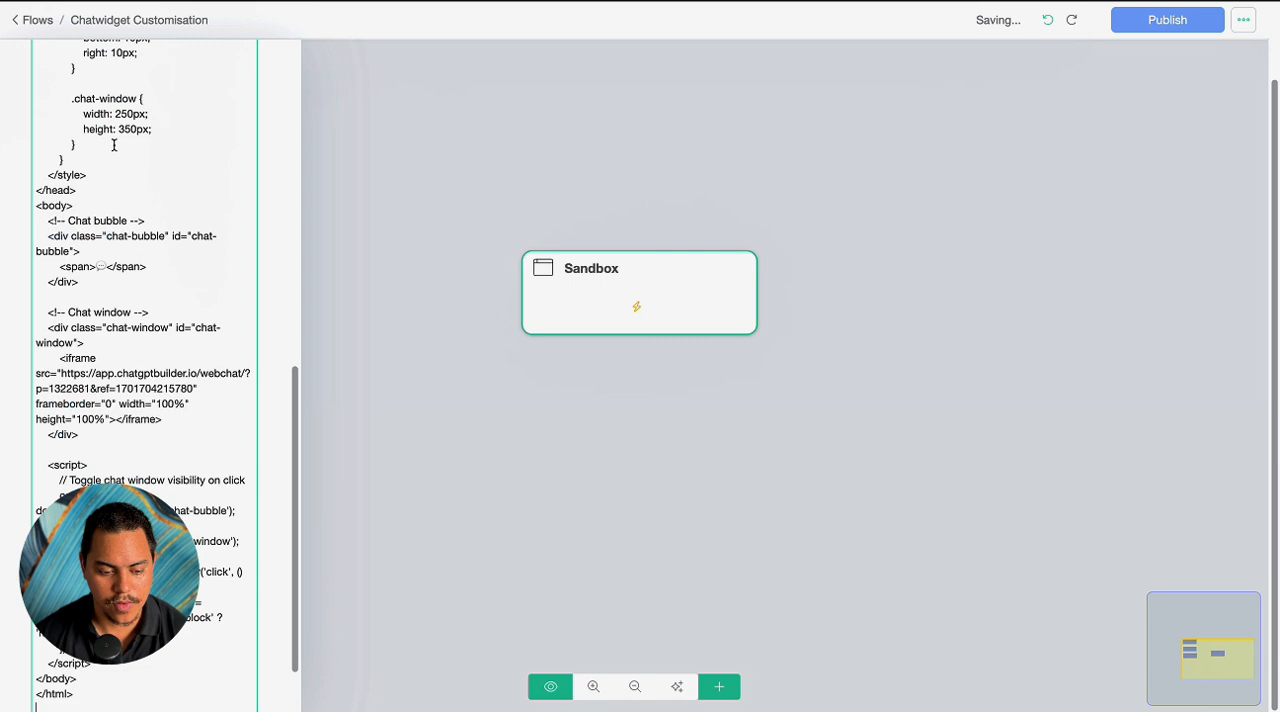 Flows / Chatwidget Customisation
Saving...
Publish
right: 10px;
}
.chat-window {
width: 250px;
height: 350px;
}
}
</style>
</head>
<body>
<!-- Chat bubble -->
<div class="chat-bubble" id="chat-
bubble">
<span>💬</span>
</div>
<!-- Chat window -->
<div class="chat-window" id="chat-
window">
<iframe
src="https://app.chatgptbuilder.io/webchat/?
p=1322681&ref=1701704215780"
frameborder="0" width="100%"
height="100%"></iframe>
</div>
<script>
// Toggle chat window visibility on click
hat-bubble');
window');
'click', ()
=
lock' ?
</script>
</body>
</html>
Sandbox